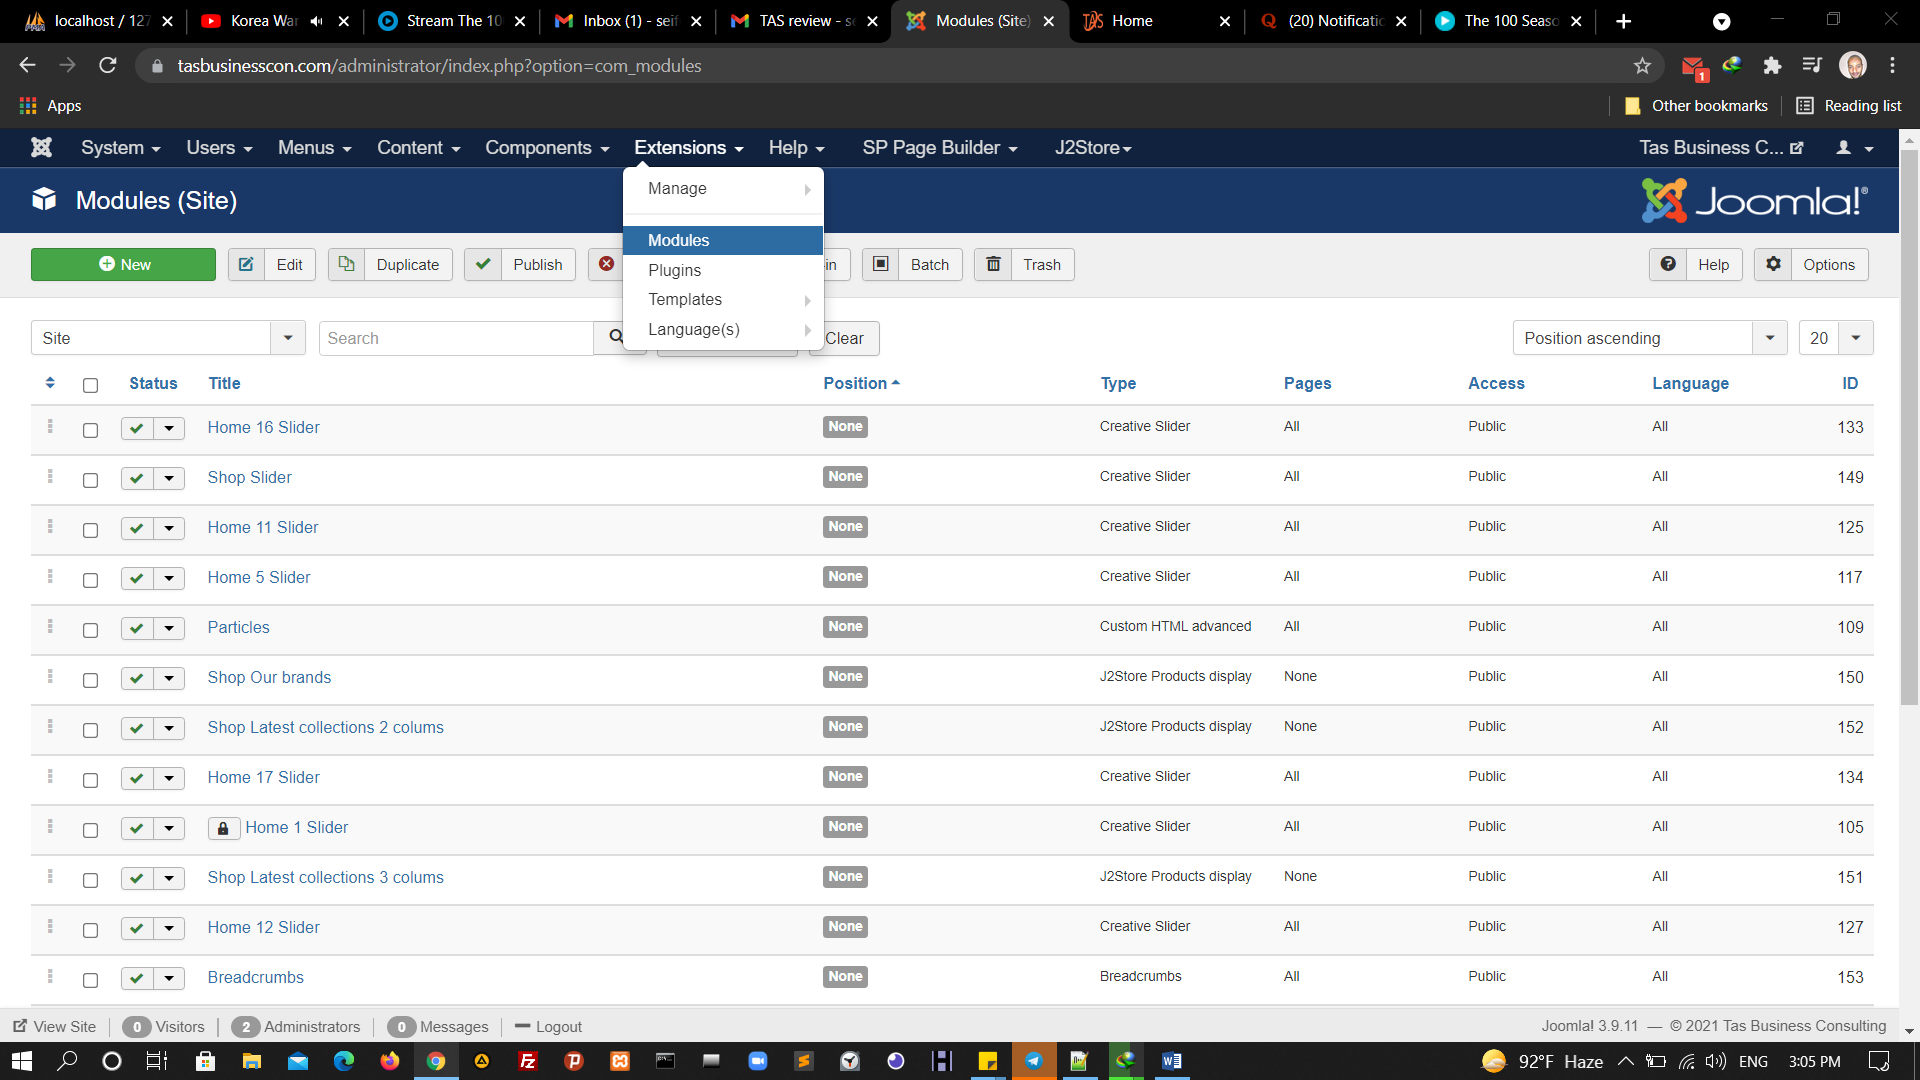 localhost / 127
Korea War
Stream The 10
Inbox (1) - seif
TAS review - se
Modules (Site)
Home
(20) Notificatio
The 100 Seaso
tasbusinesscon.com/administrator/index.php?option=com_modules
1
Apps
Other bookmarks
Reading list
System Users Menus Content Components Extensions Help SP Page Builder J2Store
Tas Business C...
Modules (Site)
Joomla!®
Manage
Modules
Plugins
Templates
Language(s)
New
Edit
Duplicate
Publish
in
Batch
Trash
Help
Options
Site
Search
Clear
Position ascending
20
Status Title Position Type Pages Access Language ID
Home 16 Slider None Creative Slider All Public All 133
Shop Slider None Creative Slider All Public All 149
Home 11 Slider None Creative Slider All Public All 125
Home 5 Slider None Creative Slider All Public All 117
Particles None Custom HTML advanced All Public All 109
Shop Our brands None J2Store Products display None Public All 150
Shop Latest collections 2 colums None J2Store Products display None Public All 152
Home 17 Slider None Creative Slider All Public All 134
Home 1 Slider None Creative Slider All Public All 105
Shop Latest collections 3 colums None J2Store Products display None Public All 151
Home 12 Slider None Creative Slider All Public All 127
Breadcrumbs None Breadcrumbs All Public All 153
View Site 0 Visitors 2 Administrators 0 Messages Logout
Joomla! 3.9.11 — © 2021 Tas Business Consulting
92°F Haze
ENG
3:05 PM